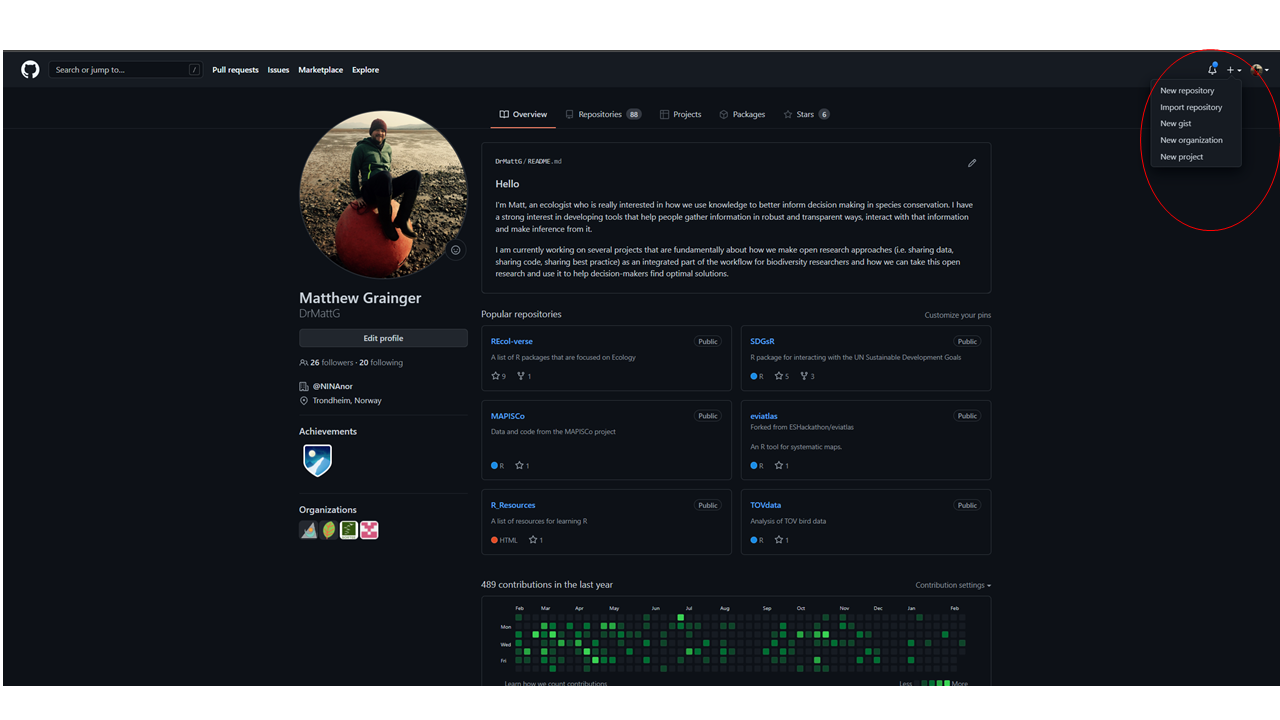 Search or jump to... /
Pull requests Issues Marketplace Explore
New repository
Import repository
New gist
New organization
New project
Overview Repositories 88 Projects Packages Stars 6
DrMattG/README.md
Hello
I'm Matt, an ecologist who is really interested in how we use knowledge to better inform decision making in species conservation. I have
a strong interest in developing tools that help people gather information in robust and transparent ways, interact with that information
and make inference from it.
I am currently working on several projects that are fundamentally about how we make open research approaches (i.e. sharing data,
sharing code, sharing best practice) as an integrated part of the workflow for biodiversity researchers and how we can take this open
research and use it to help decision-makers find optimal solutions.
Matthew Grainger
DrMattG
Edit profile
26 followers · 20 following
@NINAnor
Trondheim, Norway
Achievements
Organizations
Popular repositories
Customize your pins
REcol-verse Public
A list of R packages that are focused on Ecology
9 1
SDGsR Public
R package for interacting with the UN Sustainable Development Goals
R 5 3
MAPISCo Public
Data and code from the MAPISCo project
R 1
eviatlas Public
Forked from ESHackathon/eviatlas
An R tool for systematic maps.
R 1
R_Resources Public
A list of resources for learning R
HTML 1
TOVdata Public
Analysis of TOV bird data
R 1
489 contributions in the last year
Contribution settings
Feb Mar Apr May Jun Jul Aug Sep Oct Nov Dec Jan Feb
Mon
Wed
Fri
Learn how we count contributions
Less More